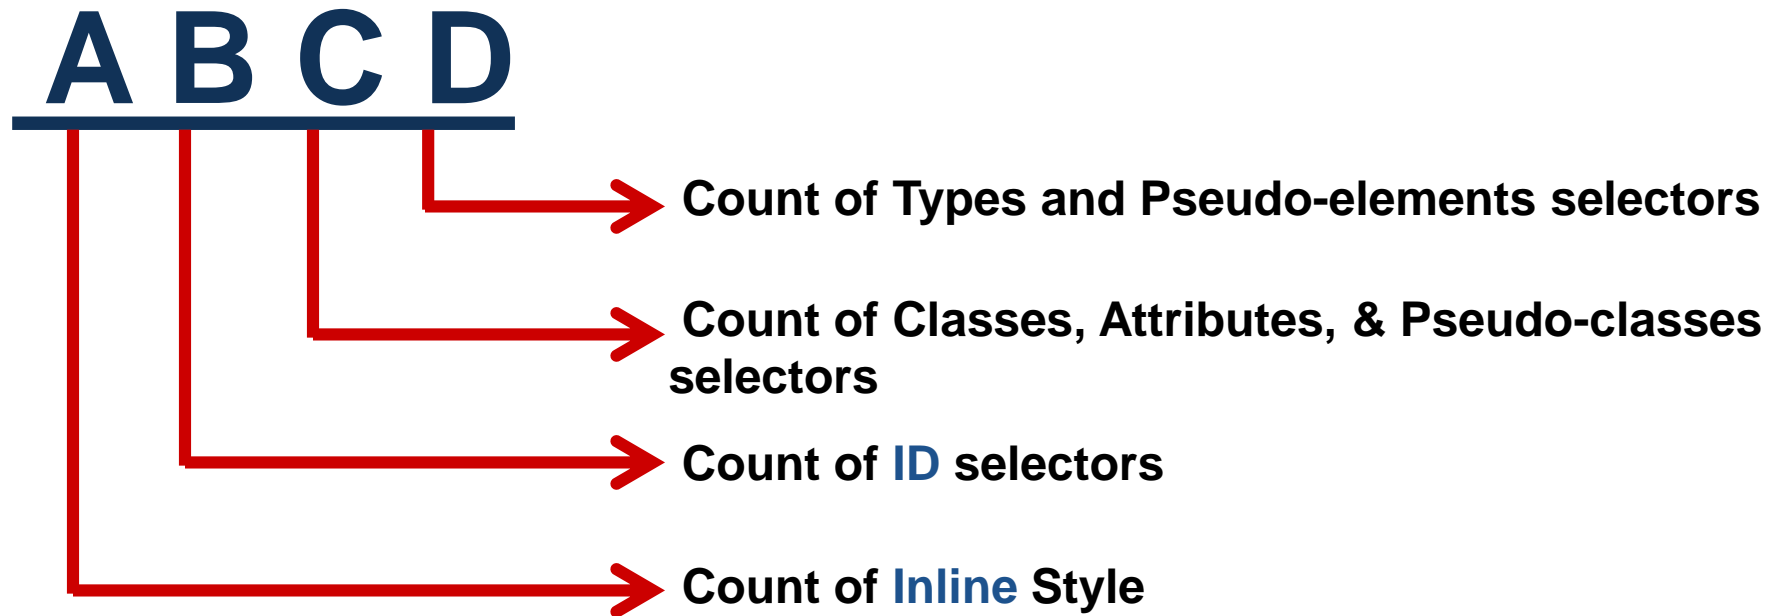 A B C D
Count of Types and Pseudo-elements selectors
Count of Classes, Attributes, & Pseudo-classes
selectors
Count of ID selectors
Count of Inline Style